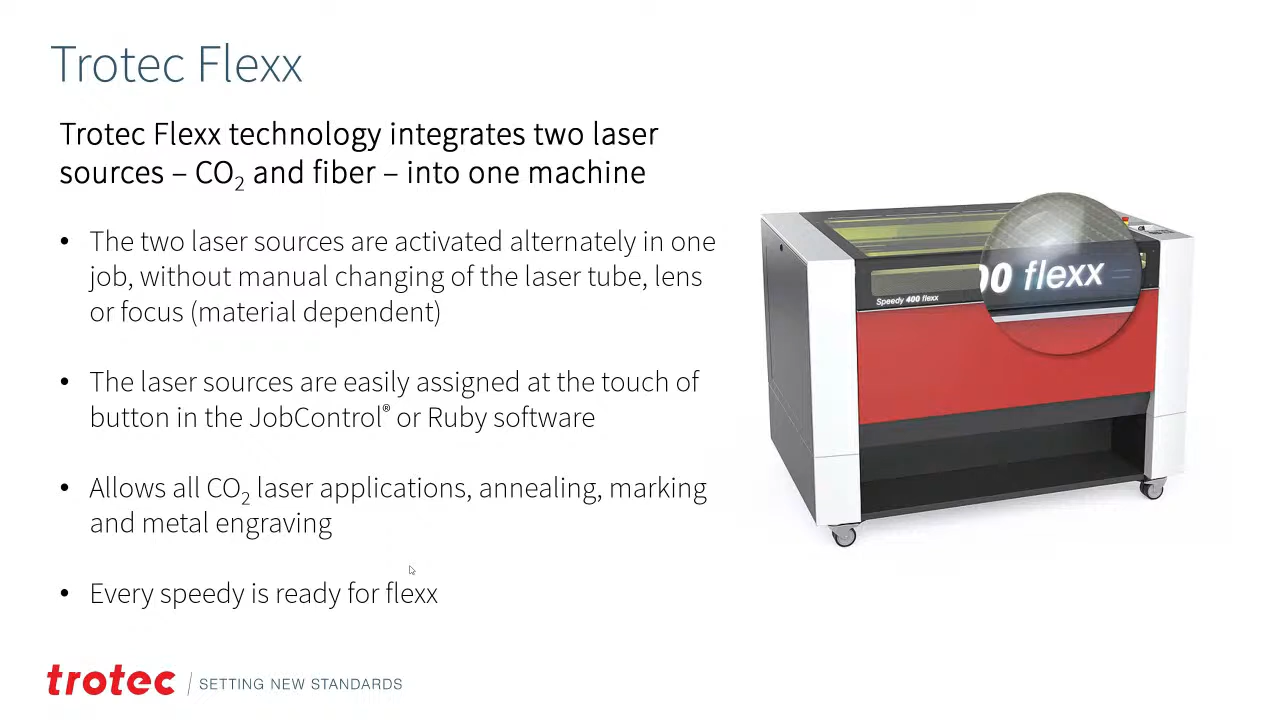 Trotec Flexx
Trotec Flexx technology integrates two laser
sources – CO₂ and fiber – into one machine
• The two laser sources are activated alternately in one
job, without manual changing of the laser tube, lens
or focus (material dependent)
• The laser sources are easily assigned at the touch of
button in the JobControl® or Ruby software
• Allows all CO₂ laser applications, annealing, marking
and metal engraving
• Every speedy is ready for flexx
00 flexx
Speedy 400 flexx
trotec / SETTING NEW STANDARDS